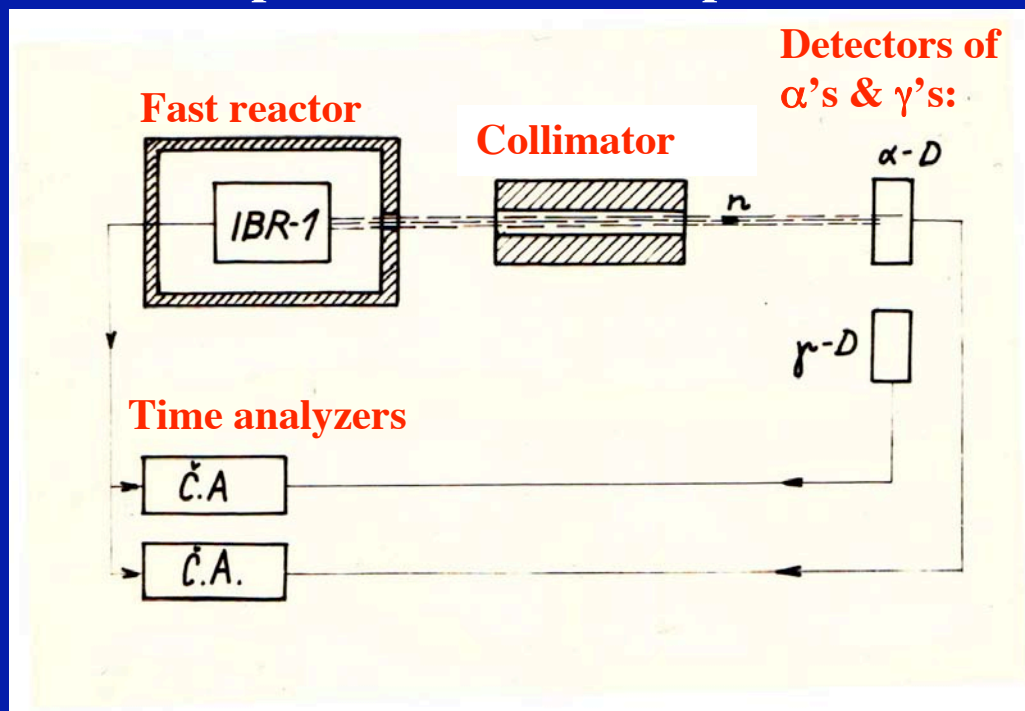 Detectors of
α's & γ's:
Fast reactor
Collimator
α-D
IBR-1
n
γ-D
Time analyzers
Č.A
Č.A.